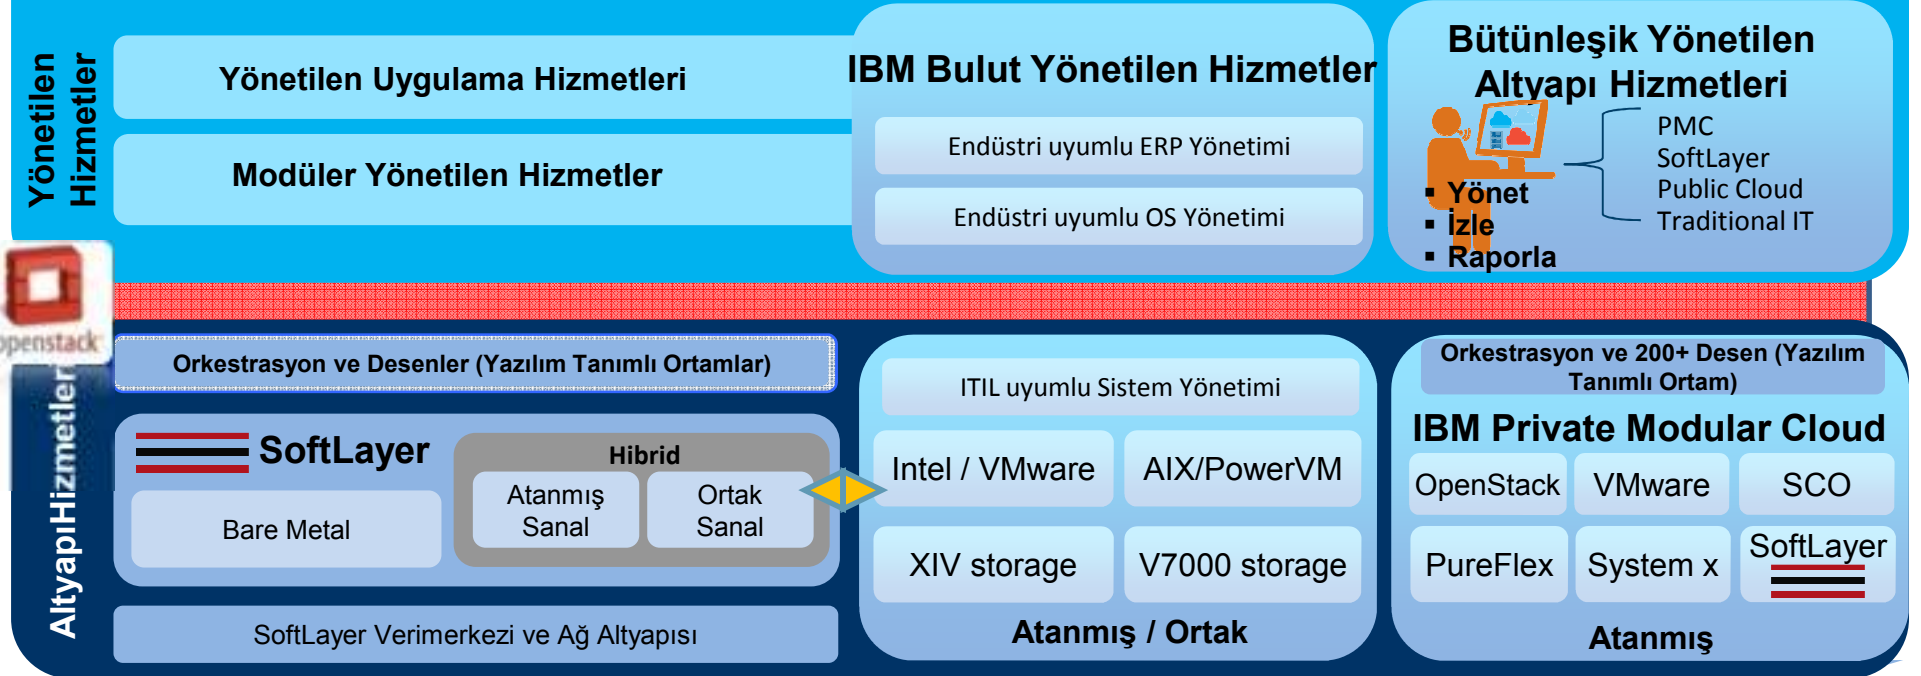 Yönetilen
Hizmetler
Yönetilen Uygulama Hizmetleri
Modüler Yönetilen Hizmetler
IBM Bulut Yönetilen Hizmetler
Endüstri uyumlu ERP Yönetimi
Endüstri uyumlu OS Yönetimi
Bütünleşik Yönetilen
Altyapı Hizmetleri
PMC
SoftLayer
Public Cloud
Traditional IT
▪ Yönet
▪ İzle
▪ Raporla
openstack
AltyapıHizmetler
Orkestrasyon ve Desenler (Yazılım Tanımlı Ortamlar)
SoftLayer
Bare Metal
Hibrid
Atanmış
Sanal
Ortak
Sanal
SoftLayer Verimerkezi ve Ağ Altyapısı
ITIL uyumlu Sistem Yönetimi
Intel / VMware
AIX/PowerVM
XIV storage
V7000 storage
Atanmış / Ortak
Orkestrasyon ve 200+ Desen (Yazılım
Tanımlı Ortam)
IBM Private Modular Cloud
OpenStack
VMware
SCO
PureFlex
System x
SoftLayer
Atanmış